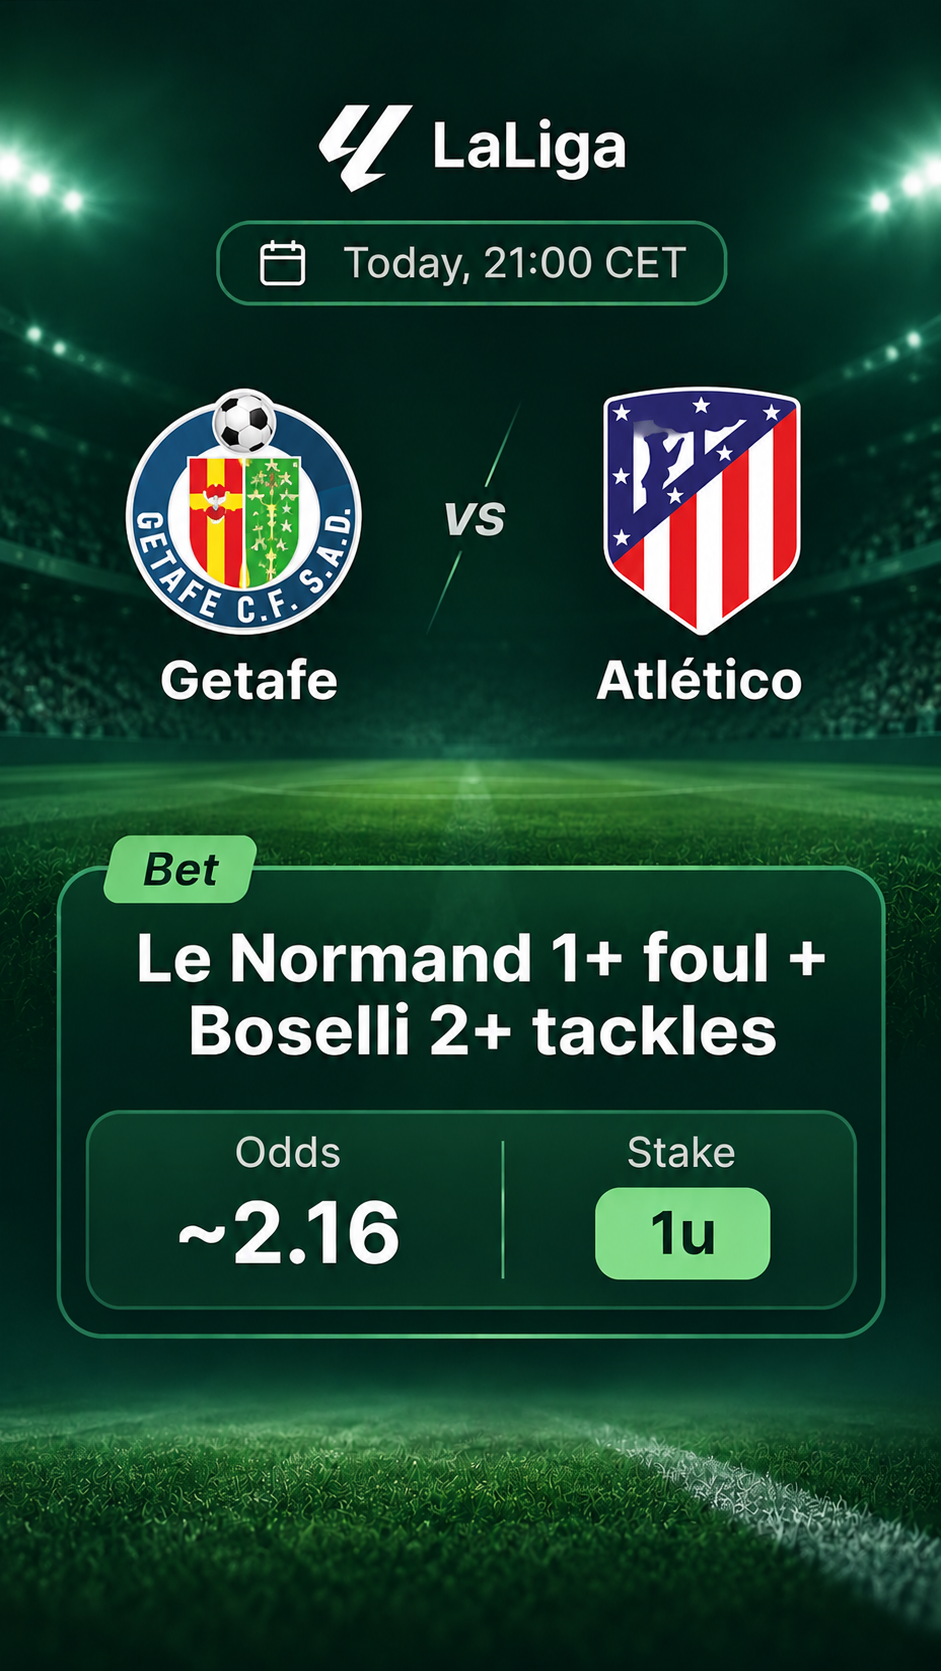 LaLiga
Today, 21:00 CET
GETAFE C.F. S.A.D.
vs
Getafe
Atlético
Bet
Le Normand 1+ foul +
Boselli 2+ tackles
Odds
Stake
~2.16
1u